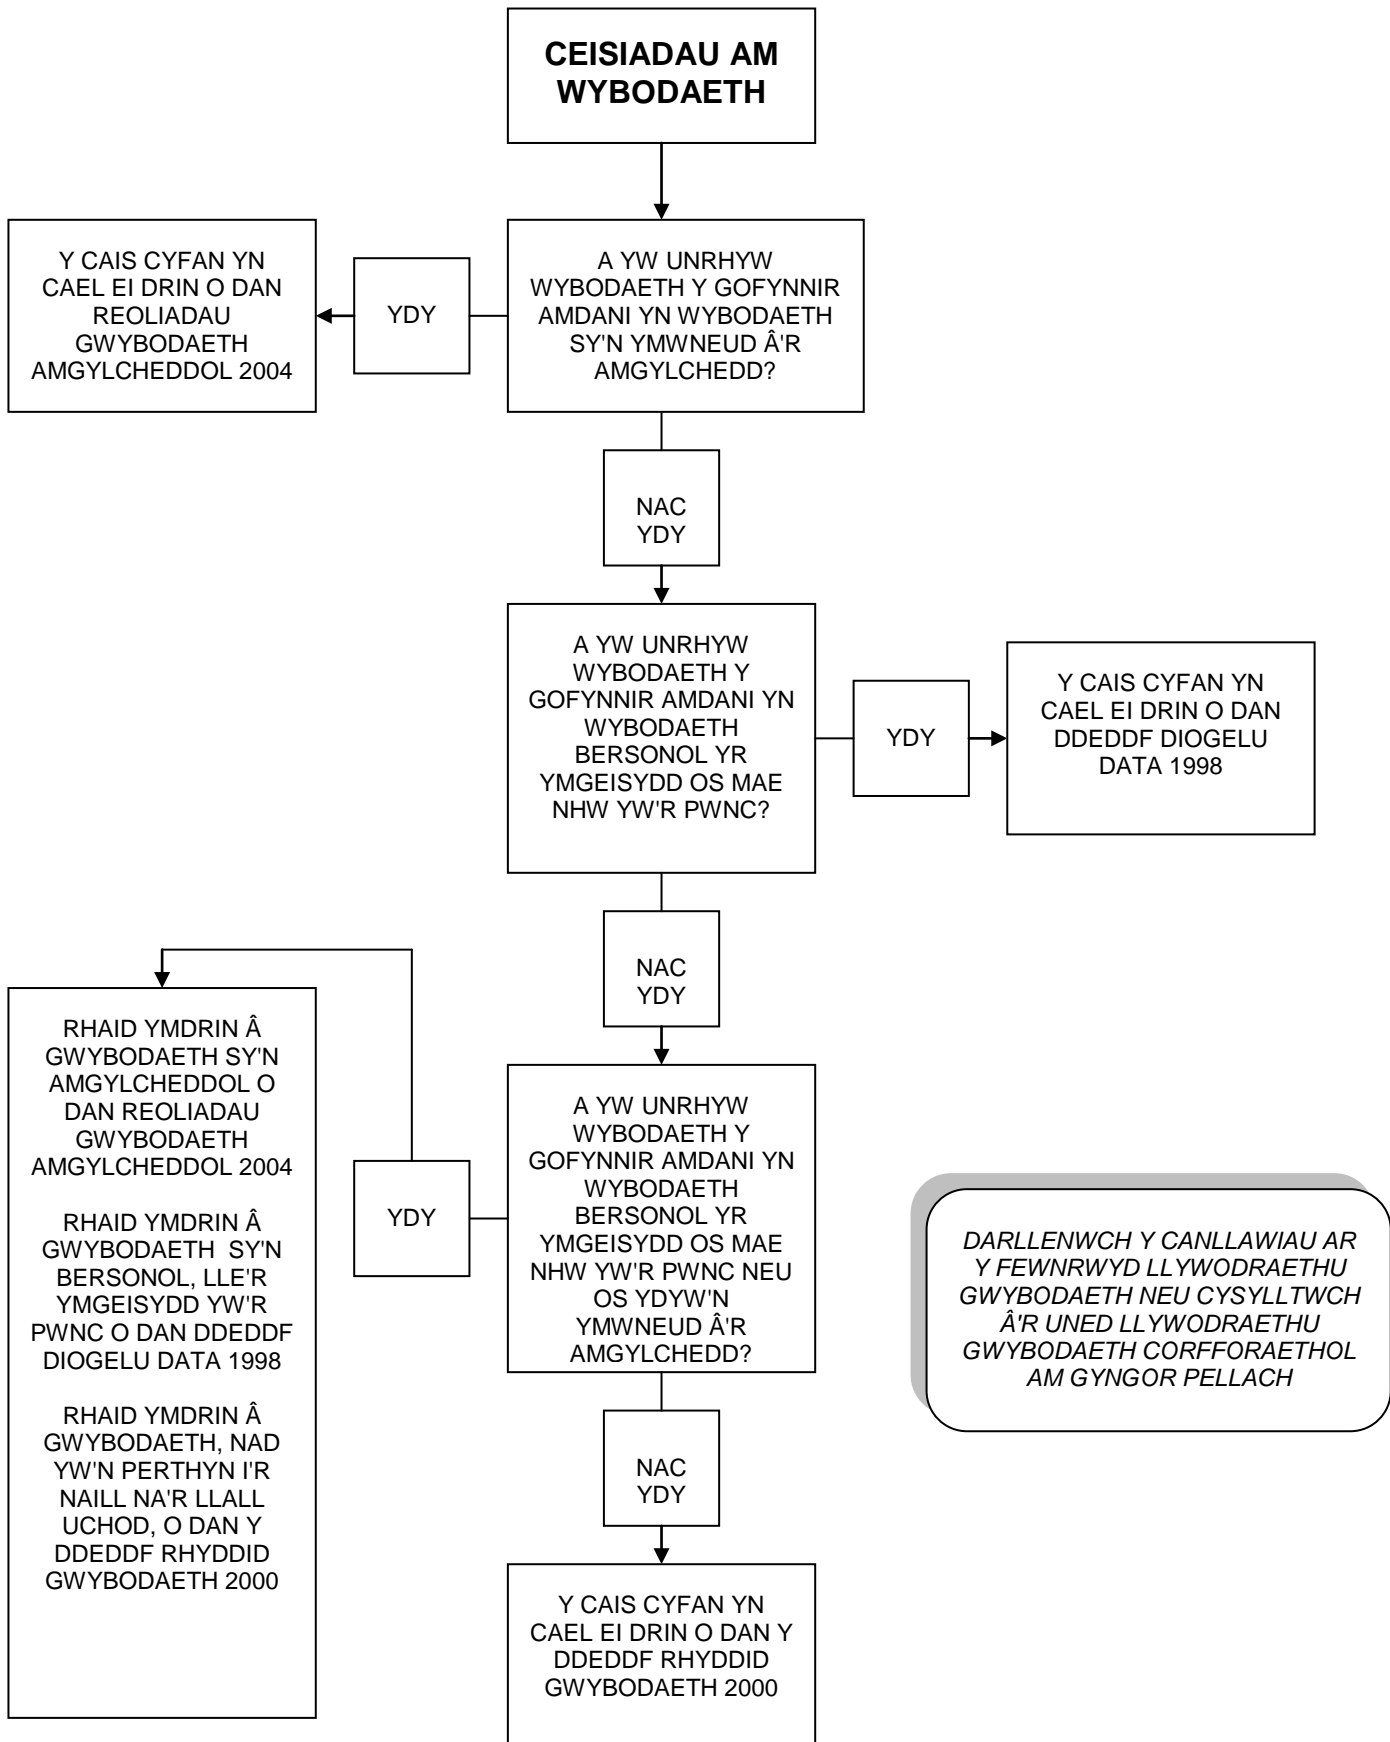 CEISIADAU AM
WYBODAETH
Y CAIS CYFAN YN
CAEL EI DRIN O DAN
REOLIADAU
GWYBODAETH
AMGYLCHEDDOL 2004
YDY
A YW UNRHYW
WYBODAETH Y GOFYNNIR
AMDANI YN WYBODAETH
SY'N YMWNEUD Â'R
AMGYLCHEDD?
NAC
YDY
A YW UNRHYW
WYBODAETH Y
GOFYNNIR AMDANI YN
WYBODAETH
BERSONOL YR
YMGEISYDD OS MAE
NHW YW'R PWNC?
YDY
Y CAIS CYFAN YN
CAEL EI DRIN O DAN
DDEDDF DIOGELU
DATA 1998
NAC
YDY
RHAID YMDRIN Â
GWYBODAETH SY'N
AMGYLCHEDDOL O
DAN REOLIADAU
GWYBODAETH
AMGYLCHEDDOL 2004
RHAID YMDRIN Â
GWYBODAETH SY'N
BERSONOL, LLE'R
YMGEISYDD YW'R
PWNC O DAN DDEDDF
DIOGELU DATA 1998
RHAID YMDRIN Â
GWYBODAETH, NAD
YW'N PERTHYN I'R
NAILL NA'R LLALL
UCHOD, O DAN Y
DDEDDF RHYDDID
GWYBODAETH 2000
YDY
A YW UNRHYW
WYBODAETH Y
GOFYNNIR AMDANI YN
WYBODAETH
BERSONOL YR
YMGEISYDD OS MAE
NHW YW'R PWNC NEU
OS YDYW'N
YMWNEUD Â'R
AMGYLCHEDD?
DARLLENWCH Y CANLLAWIAU AR
Y FEWNRWYD LLYWODRAETHU
GWYBODAETH NEU CYSYLLTWCH
Â'R UNED LLYWODRAETHU
GWYBODAETH CORFFORAETHOL
AM GYNGOR PELLACH
NAC
YDY
Y CAIS CYFAN YN
CAEL EI DRIN O DAN Y
DDEDDF RHYDDID
GWYBODAETH 2000